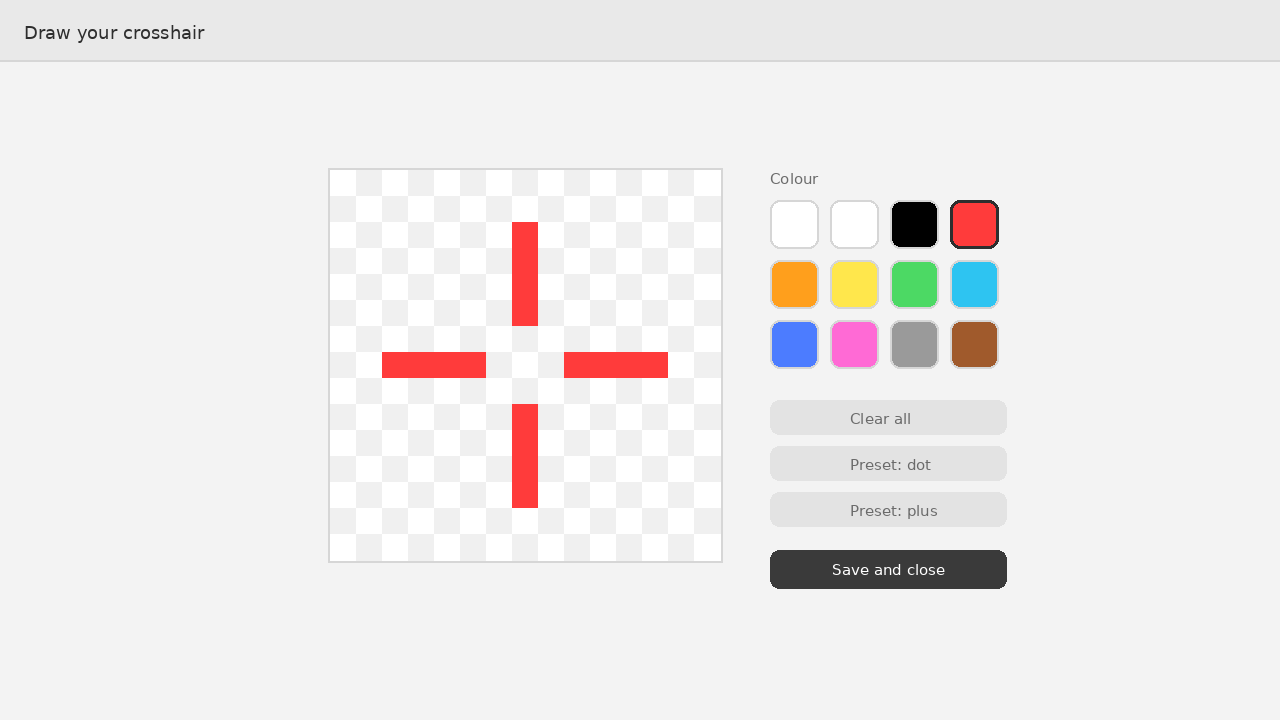 Draw your crosshair
Colour
Clear all
Preset: dot
Preset: plus
Save and close